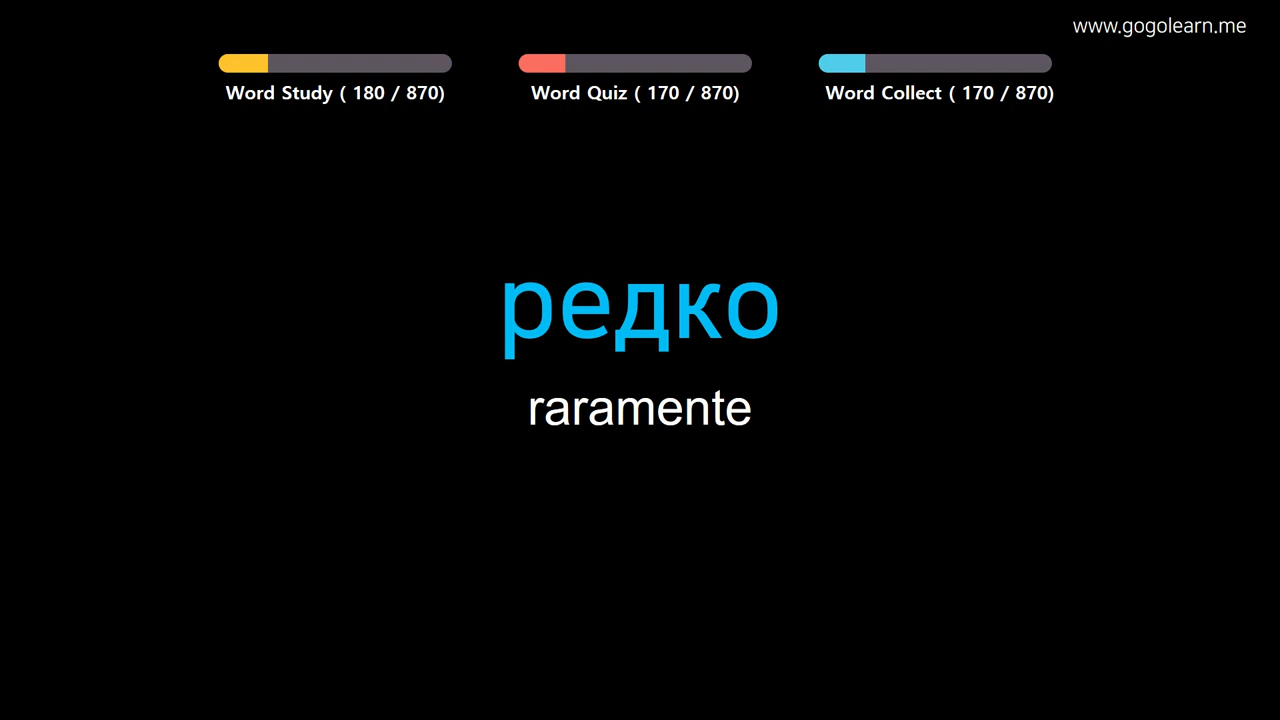 www.gogolearn.me
Word Study ( 180 / 870)
Word Quiz ( 170 / 870)
Word Collect ( 170 / 870)
редко
raramente